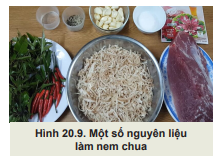 Hình 20.9. Một số nguyên liệu
làm nem chua